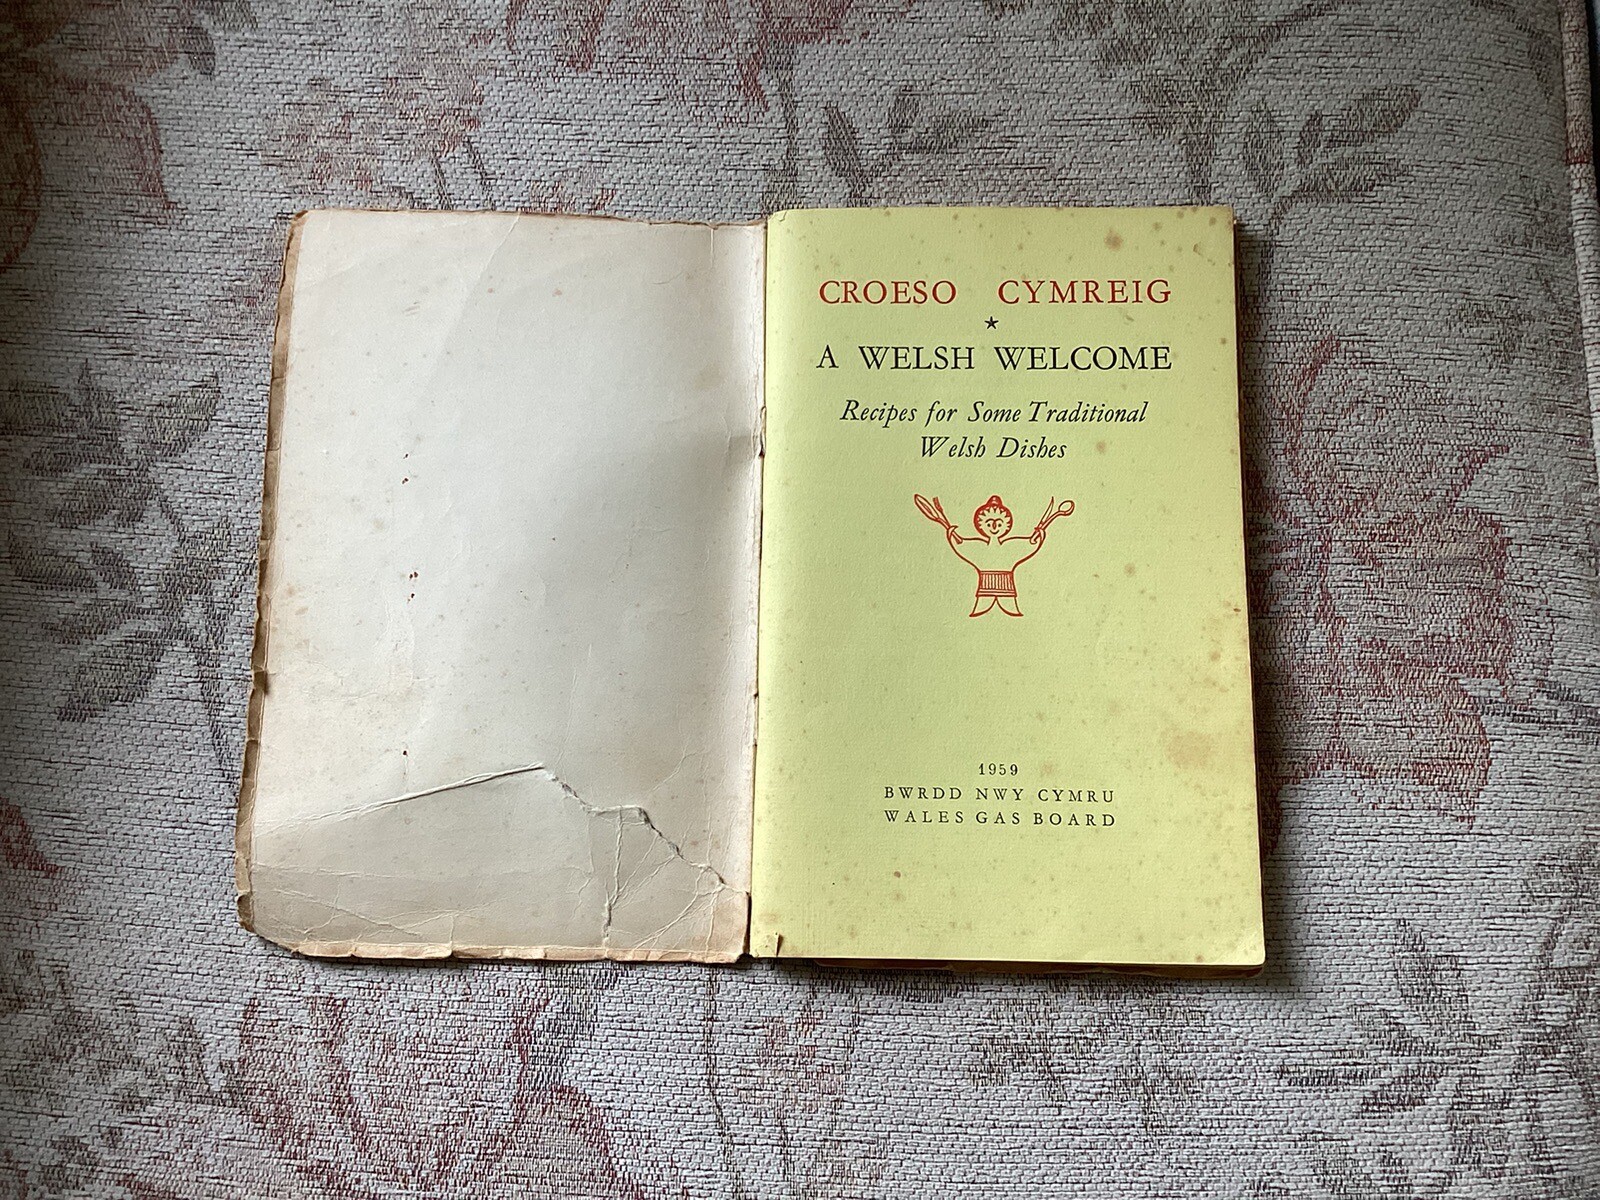 CROESO CYMREIG
A WELSH WELCOME
Recipes for Some Traditional
Welsh Dishes
1959
BWRDD NWY CYMRU
WALES GAS BOARD